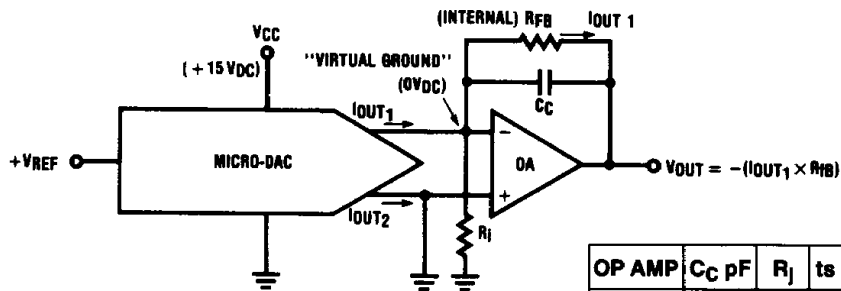 (INTERNAL) RFB
IOUT 1
VCC
(+15 VDC)
"VIRTUAL GROUND"
(0VDC)
CC
IOUT1
+VREF
MICRO-DAC
−
OA
+
VOUT = −(IOUT1 × RfB)
IOUT2
Ri
OP AMP CC pF Rj ts